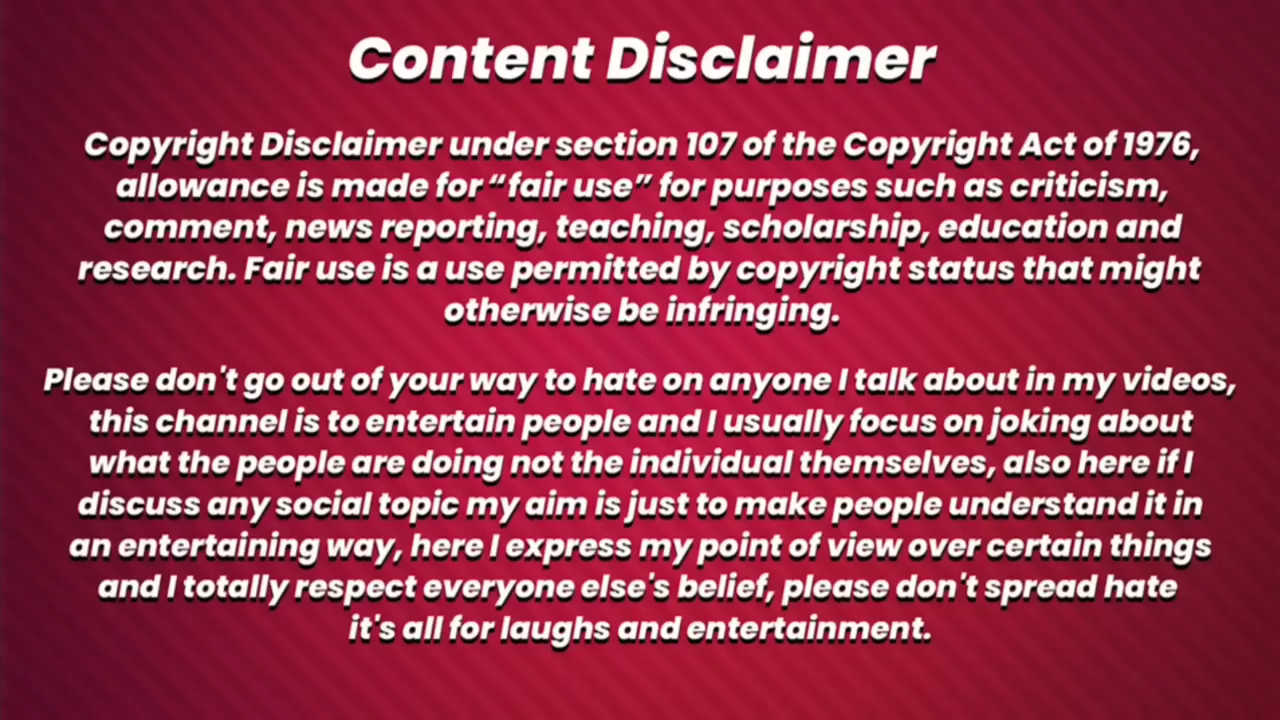 Content Disclaimer
Copyright Disclaimer under section 107 of the Copyright Act of 1976,
allowance is made for “fair use” for purposes such as criticism,
comment, news reporting, teaching, scholarship, education and
research. Fair use is a use permitted by copyright status that might
otherwise be infringing.
Please don't go out of your way to hate on anyone I talk about in my videos,
this channel is to entertain people and I usually focus on joking about
what the people are doing not the individual themselves, also here if I
discuss any social topic my aim is just to make people understand it in
an entertaining way, here I express my point of view over certain things
and I totally respect everyone else's belief, please don't spread hate
it's all for laughs and entertainment.